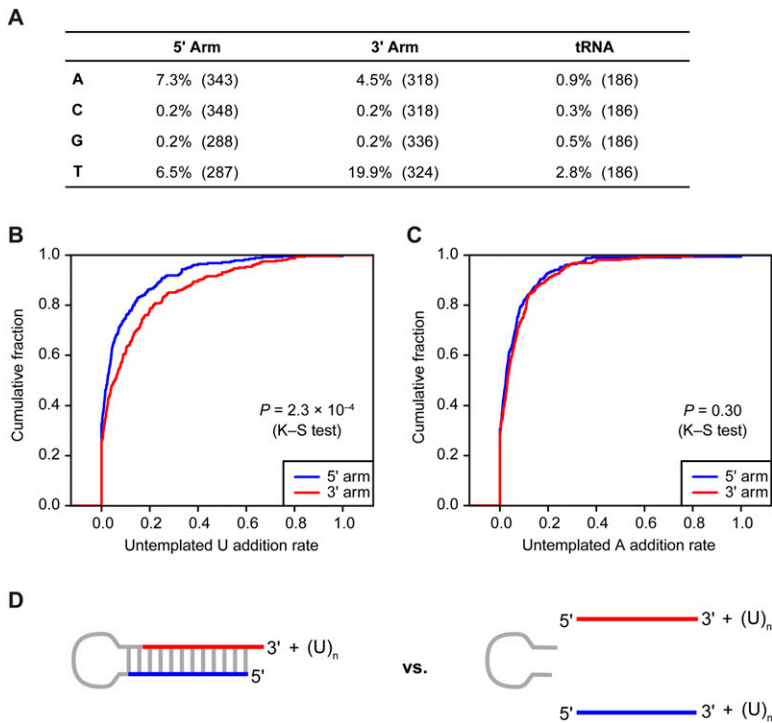 A
5' Arm 3' Arm tRNA
A 7.3% (343) 4.5% (318) 0.9% (186)
C 0.2% (348) 0.2% (318) 0.3% (186)
G 0.2% (288) 0.2% (336) 0.5% (186)
T 6.5% (287) 19.9% (324) 2.8% (186)
B
Cumulative fraction
1.0
0.8
0.6
0.4
0.2
0.0
P = 2.3 × 10⁻⁴
(K–S test)
5' arm
3' arm
0.0 0.2 0.4 0.6 0.8 1.0
Untemplated U addition rate
C
Cumulative fraction
1.0
0.8
0.6
0.4
0.2
0.0
P = 0.30
(K–S test)
5' arm
3' arm
0.0 0.2 0.4 0.6 0.8 1.0
Untemplated A addition rate
D
3' + (U)n
5'
vs.
5' 3' + (U)n
5' 3' + (U)n